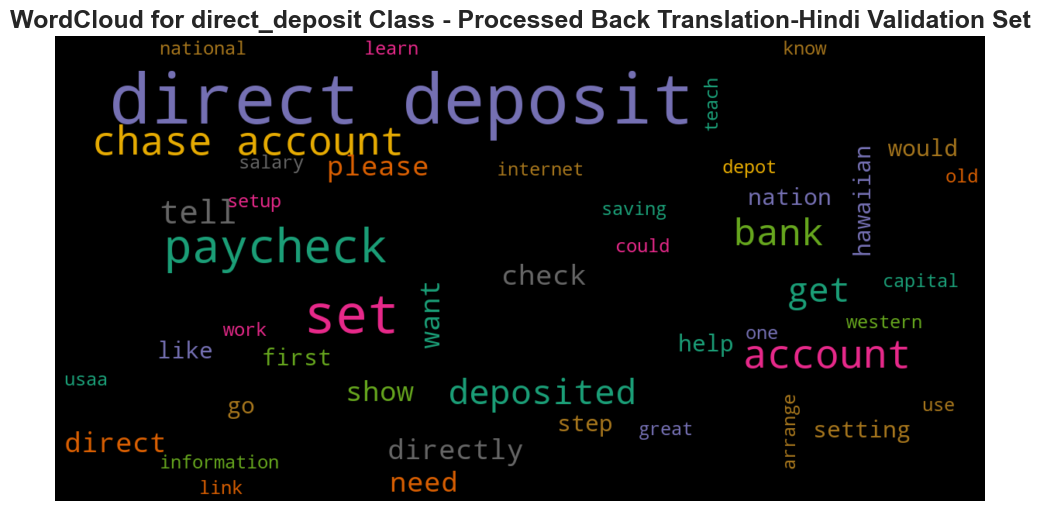 WordCloud for direct_deposit Class - Processed Back Translation-Hindi Validation Set
national learn know
direct deposit
teach
chase account
salary please internet depot would
old
hawaiian
tell setup saving nation
paycheck could bank
check
get capital
set want
work western
like first help one account
usaa show deposited
go step great arrange setting use
direct directly
information
link need